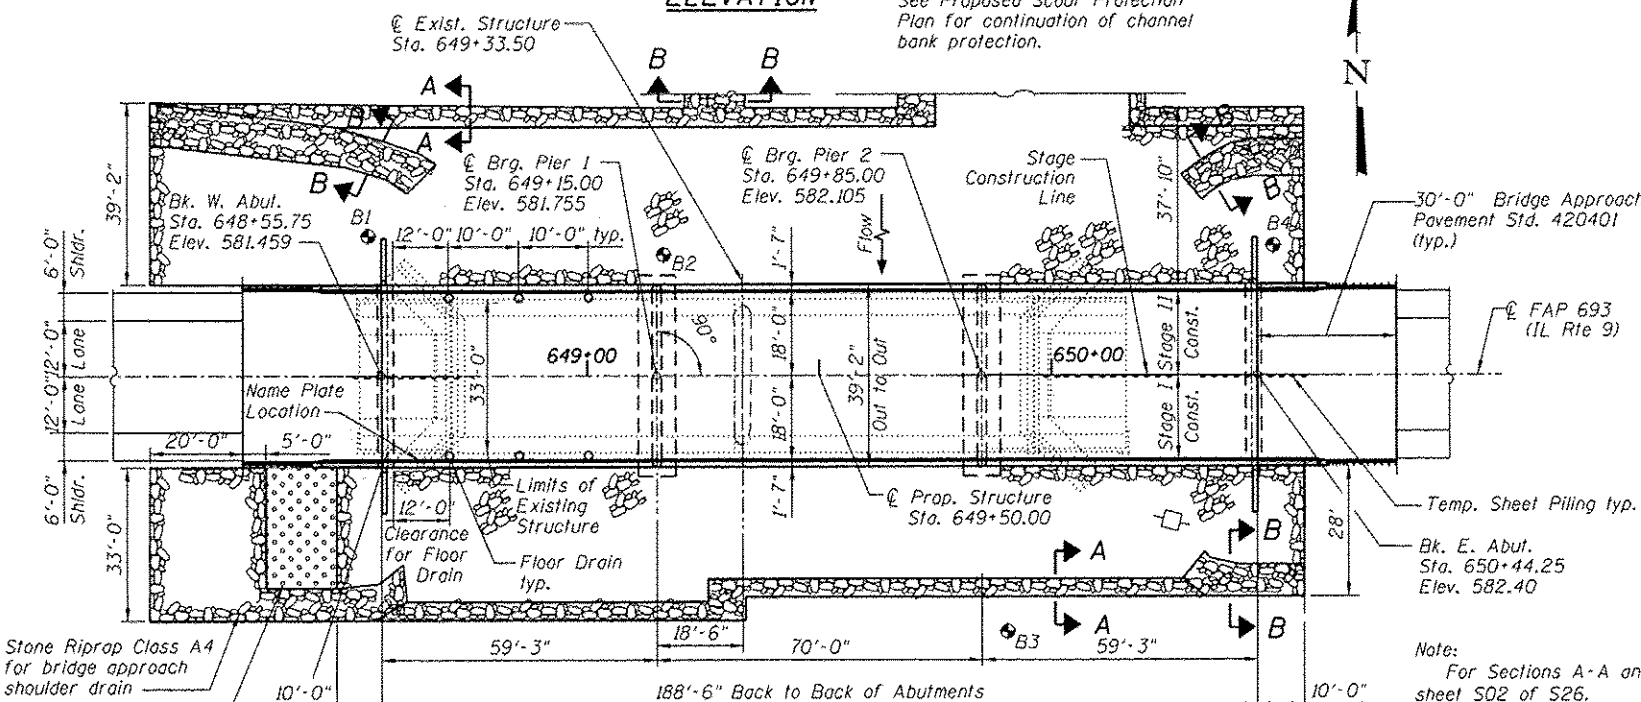 ELEVATION
See Proposed Scour Protection
Plan for continuation of channel
bank protection.
℄ Exist. Structure
Sta. 649+33.50
N
A
A
B B
B
B
B
B
39'-2"
℄ Brg. Pier 1
Sta. 649+15.00
Elev. 581.755
℄ Brg. Pier 2
Sta. 649+85.00
Elev. 582.105
Stage
Construction
Line
37'-10"
30'-0" Bridge Approach
Pavement Std. 420401
(typ.)
Bk. W. Abut.
Sta. 648+55.75
Elev. 581.459
B1
B2
B4
12'-0" 10'-0" 10'-0" typ.
Flow
1'-7"
6'-0"
Shldr.
12'-0"
Lane
12'-0"
Lane
6'-0"
Shldr.
33'-0"
649+00
90°
18'-0"
18'-0"
39'-2"
Out to Out
650+00
Stage II
Const.
Stage I
Const.
℄ FAP 693
(IL Rte 9)
Name Plate
Location
20'-0"
5'-0"
1'-7"
33'-0"
12'-0"
Clearance
for Floor
Drain
Limits of
Existing
Structure
Floor Drain
typ.
℄ Prop. Structure
Sta. 649+50.00
Temp. Sheet Piling typ.
28'
Bk. E. Abut.
Sta. 650+44.25
Elev. 582.40
A
A
B
B
B3
Stone Riprap Class A4
for bridge approach
shoulder drain
59'-3"
18'-6"
70'-0"
59'-3"
10'-0"
188'-6" Back to Back of Abutments
10'-0"
Note:
For Sections A-A an
sheet S02 of S26.